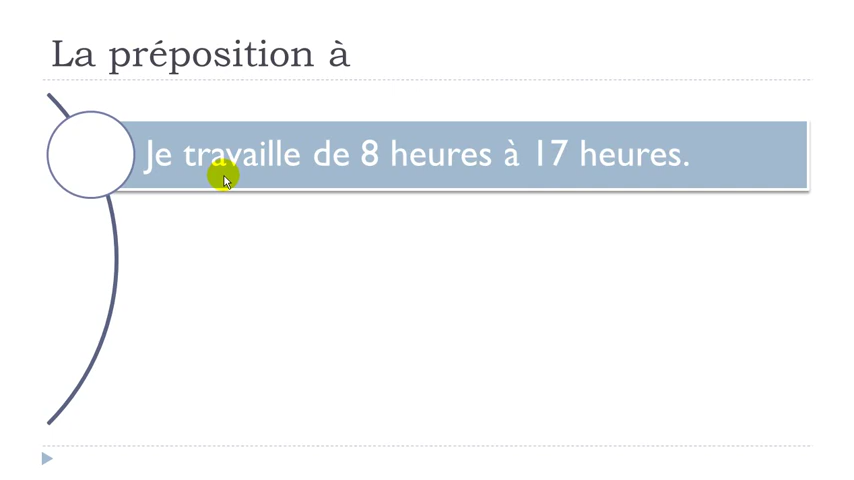 La préposition à
Je travaille de 8 heures à 17 heures.